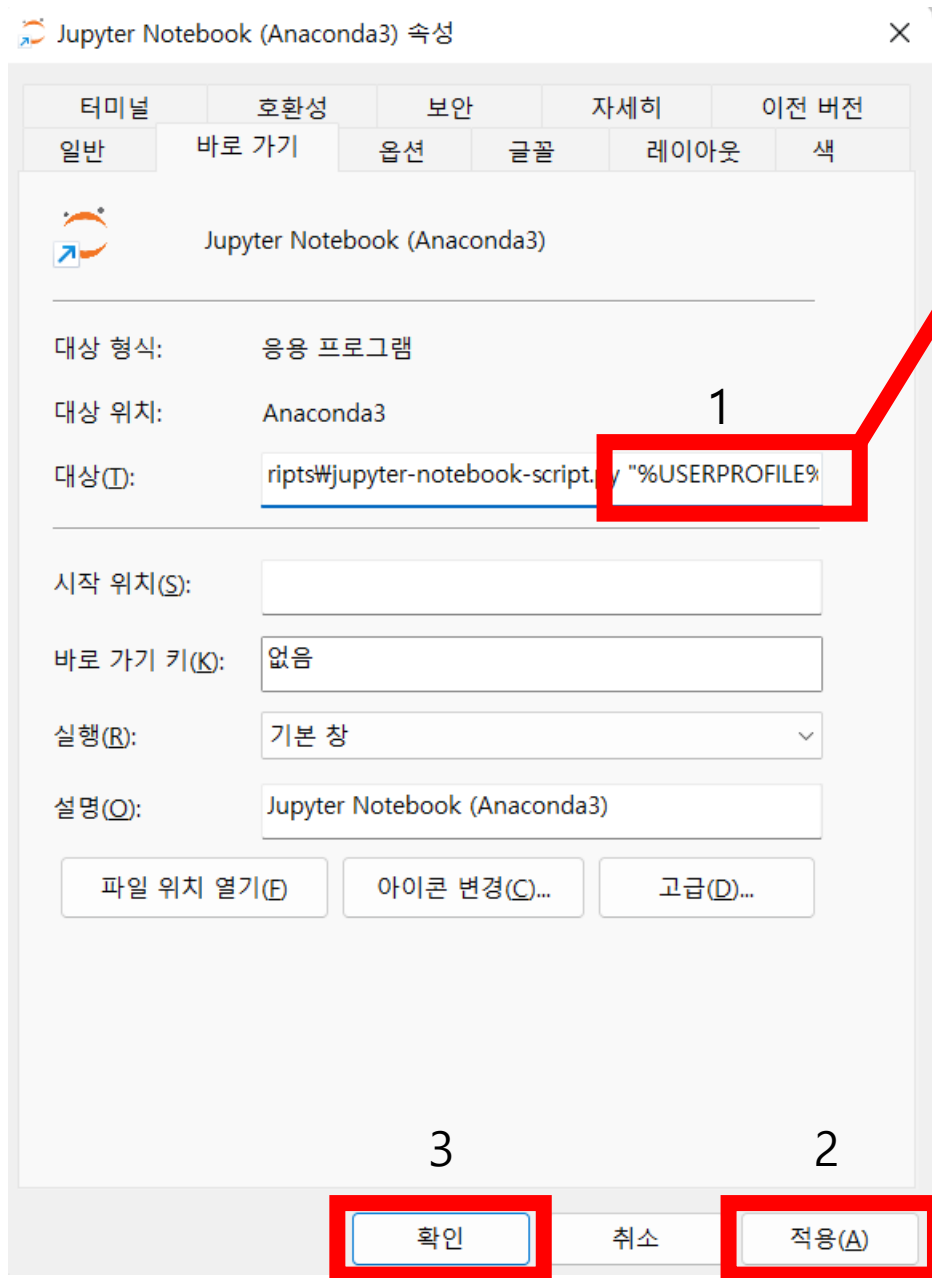 Jupyter Notebook (Anaconda3) 속성
터미널 호환성 보안 자세히 이전 버전
일반 바로 가기 옵션 글꼴 레이아웃 색
Jupyter Notebook (Anaconda3)
대상 형식: 응용 프로그램
대상 위치: Anaconda3
1
대상(T): ripts₩jupyter-notebook-script.py "%USERPROFILE%
시작 위치(S):
바로 가기 키(K): 없음
실행(R): 기본 창
설명(O): Jupyter Notebook (Anaconda3)
파일 위치 열기(F) 아이콘 변경(C)... 고급(D)...
3 2
확인 취소 적용(A)